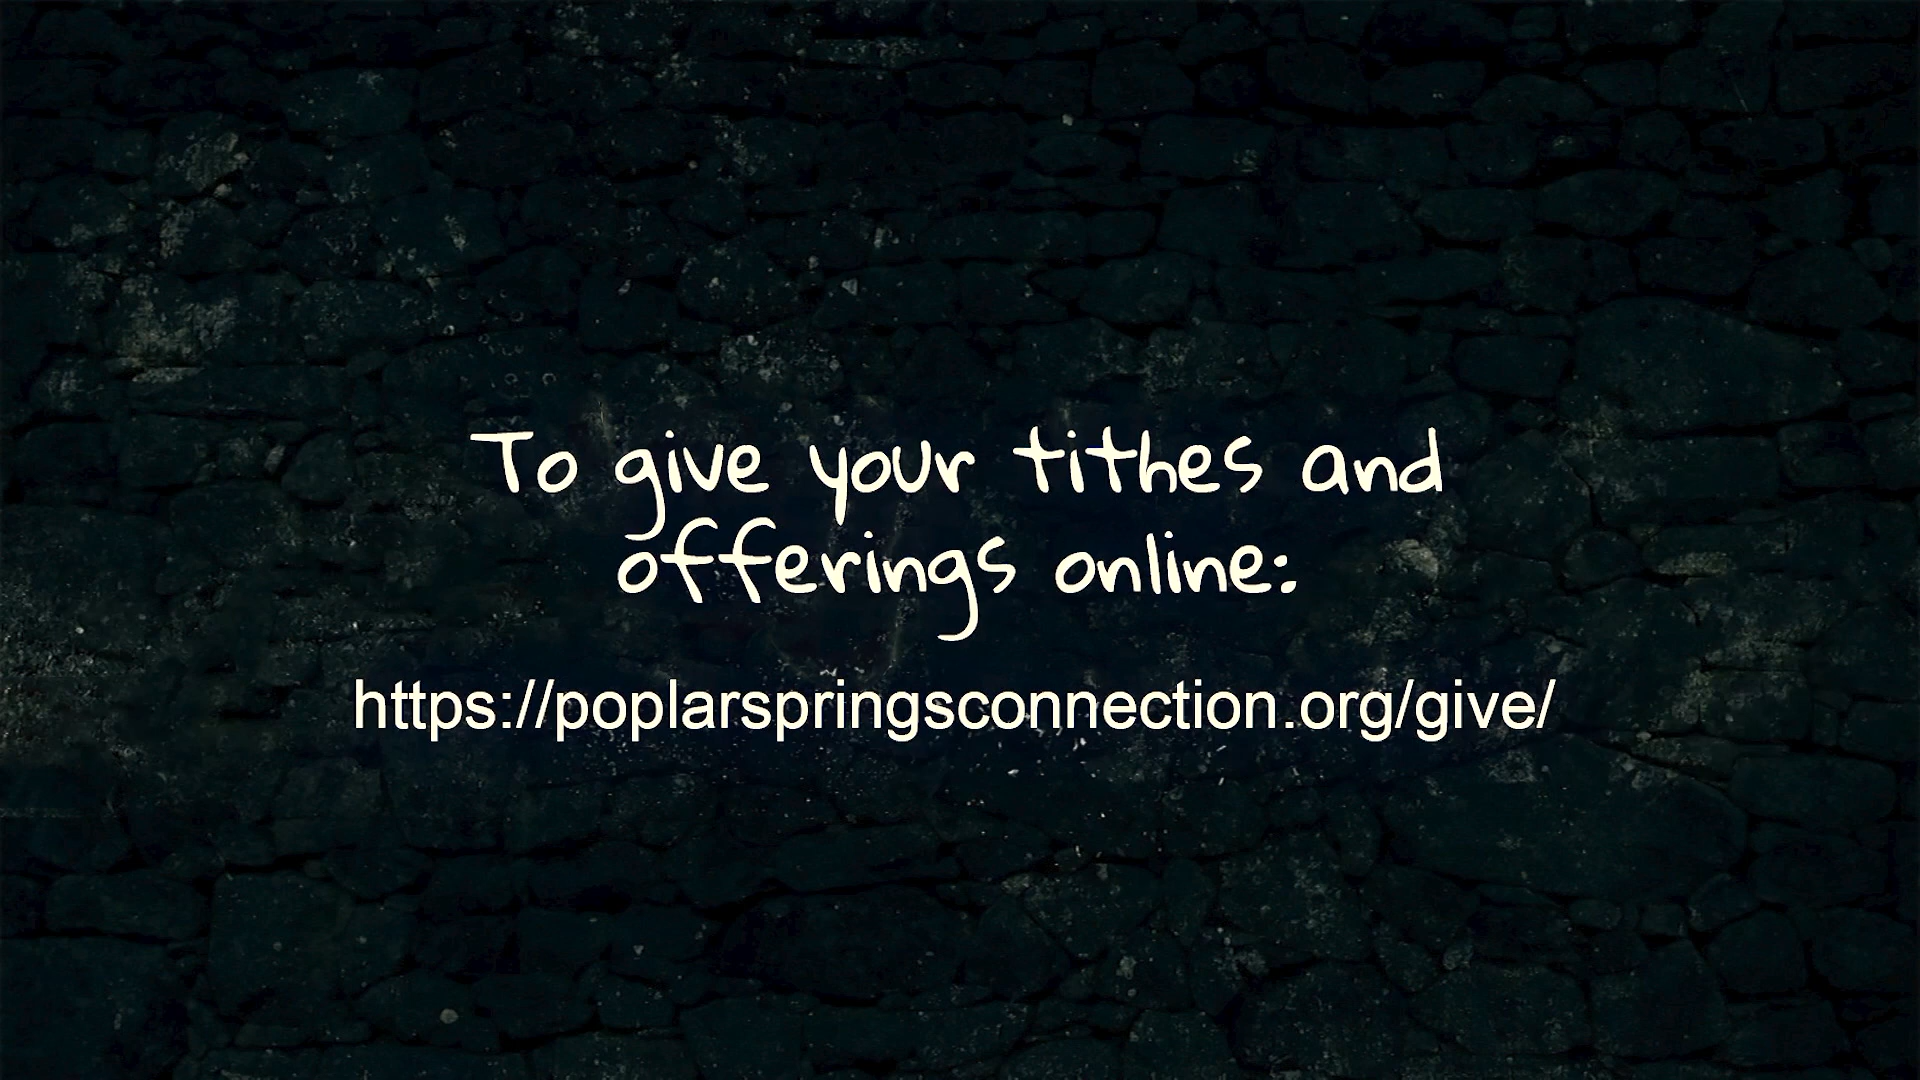 To give your tithes and
offerings online:
https://poplarspringsconnection.org/give/